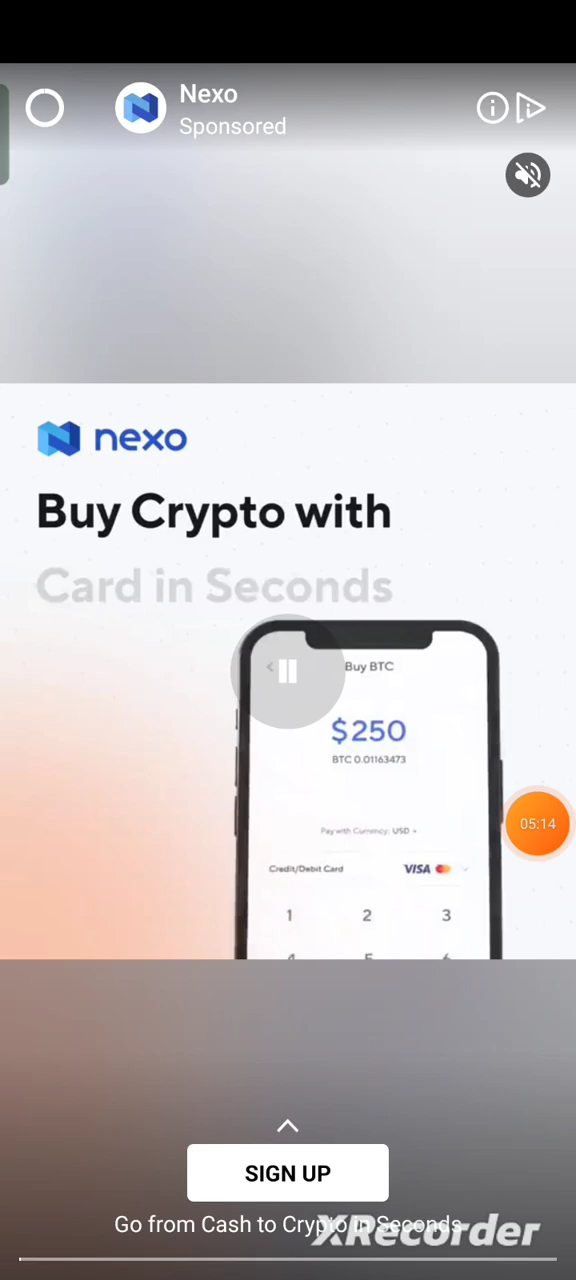 Nexo
Sponsored
nexo
Buy Crypto with
Card in Seconds
Buy BTC
$250
BTC 0.01163473
Pay with Currency: USD
Credit/Debit Card VISA
1 2 3
05:14
SIGN UP
Go from Cash to Crypto in Seconds
XRecorder